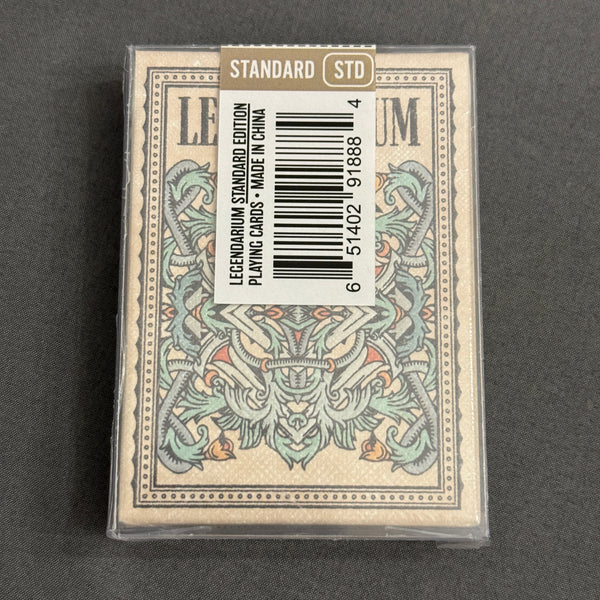 STANDARD STD
LE UM
LEGENDARIUM STANDARD EDITION
PLAYING CARDS • MADE IN CHINA
6 51402 91888 4